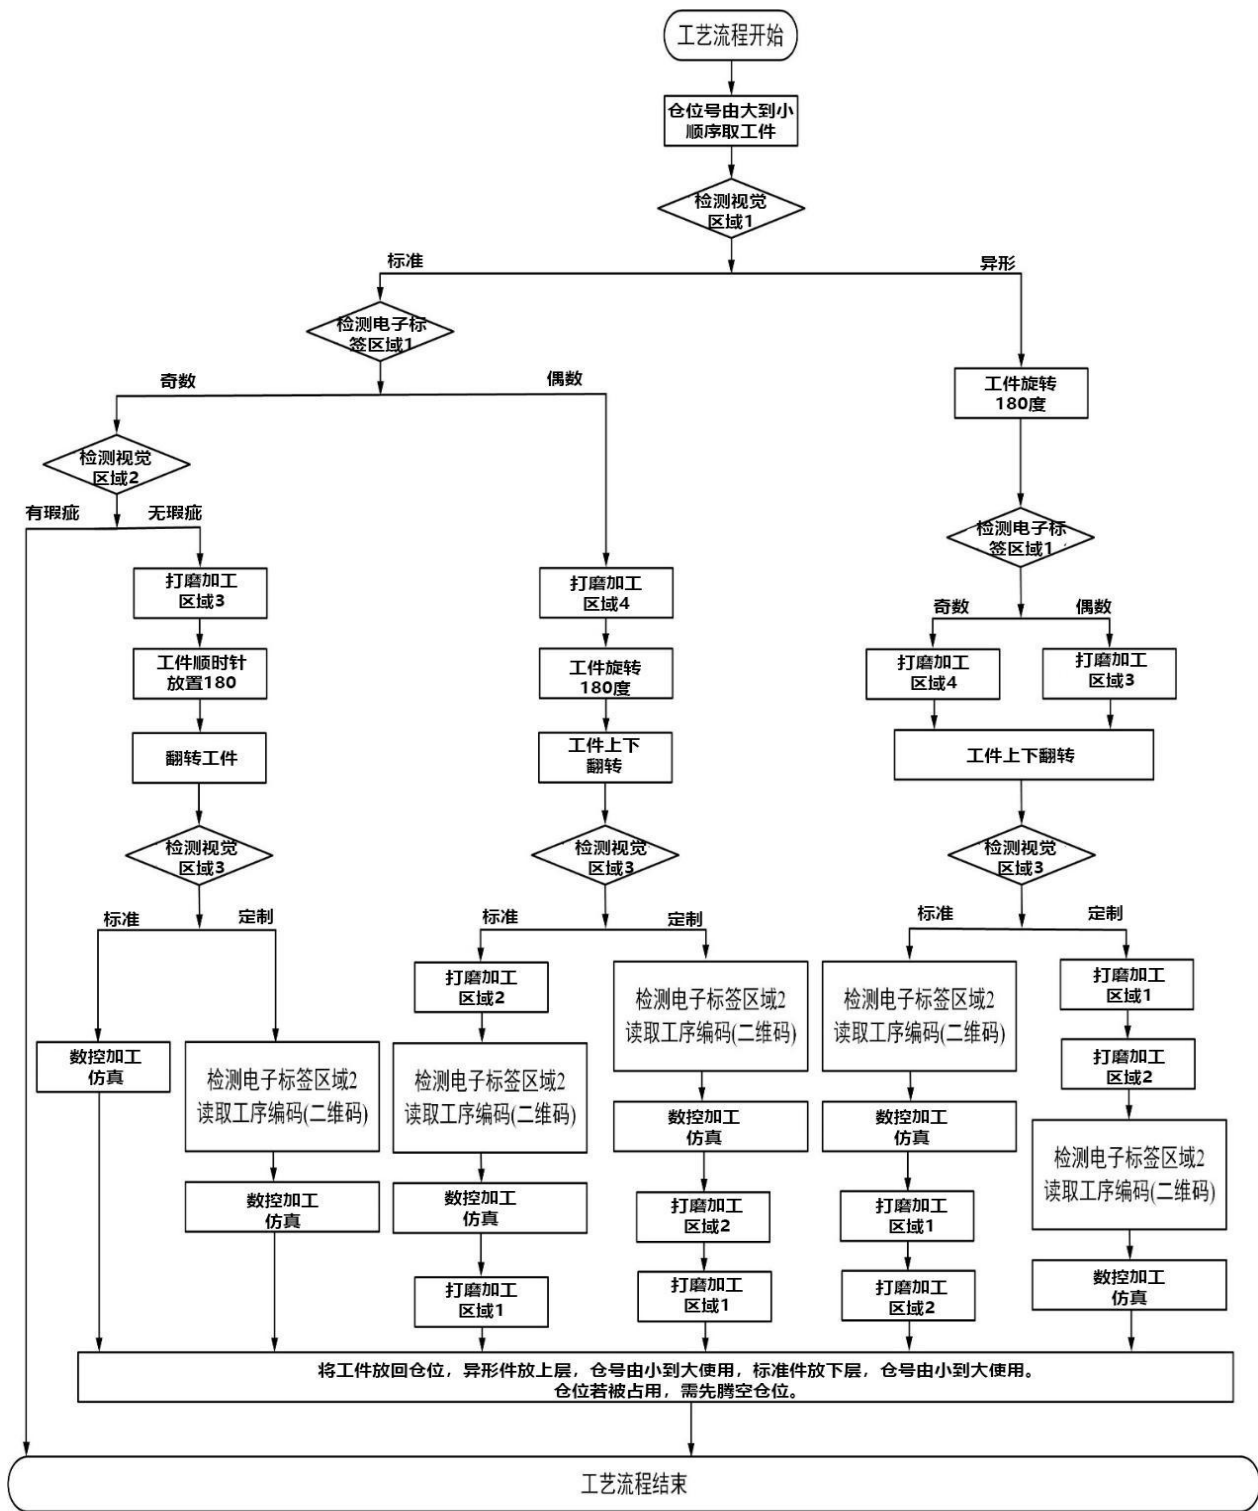 工艺流程开始
仓位号由大到小
顺序取工件
检测视觉
区域1
标准
异形
检测电子标
签区域1
奇数
偶数
工件旋转
180度
检测视觉
区域2
有瑕疵
无瑕疵
检测电子标
签区域1
打磨加工
区域3
打磨加工
区域4
奇数
偶数
工件顺时针
放置180
工件旋转
180度
打磨加工
区域4
打磨加工
区域3
翻转工件
工件上下
翻转
工件上下翻转
检测视觉
区域3
检测视觉
区域3
检测视觉
区域3
标准
定制
标准
定制
标准
定制
数控加工
仿真
检测电子标签区域2
读取工序编码(二维码)
数控加工
仿真
打磨加工
区域2
检测电子标签区域2
读取工序编码(二维码)
数控加工
仿真
打磨加工
区域1
检测电子标签区域2
读取工序编码(二维码)
数控加工
仿真
打磨加工
区域2
打磨加工
区域1
检测电子标签区域2
读取工序编码(二维码)
数控加工
仿真
打磨加工
区域1
打磨加工
区域2
打磨加工
区域1
打磨加工
区域2
检测电子标签区域2
读取工序编码(二维码)
数控加工
仿真
将工件放回仓位，异形件放上层，仓号由小到大使用，标准件放下层，仓号由小到大使用。
仓位若被占用，需先腾空仓位。
工艺流程结束